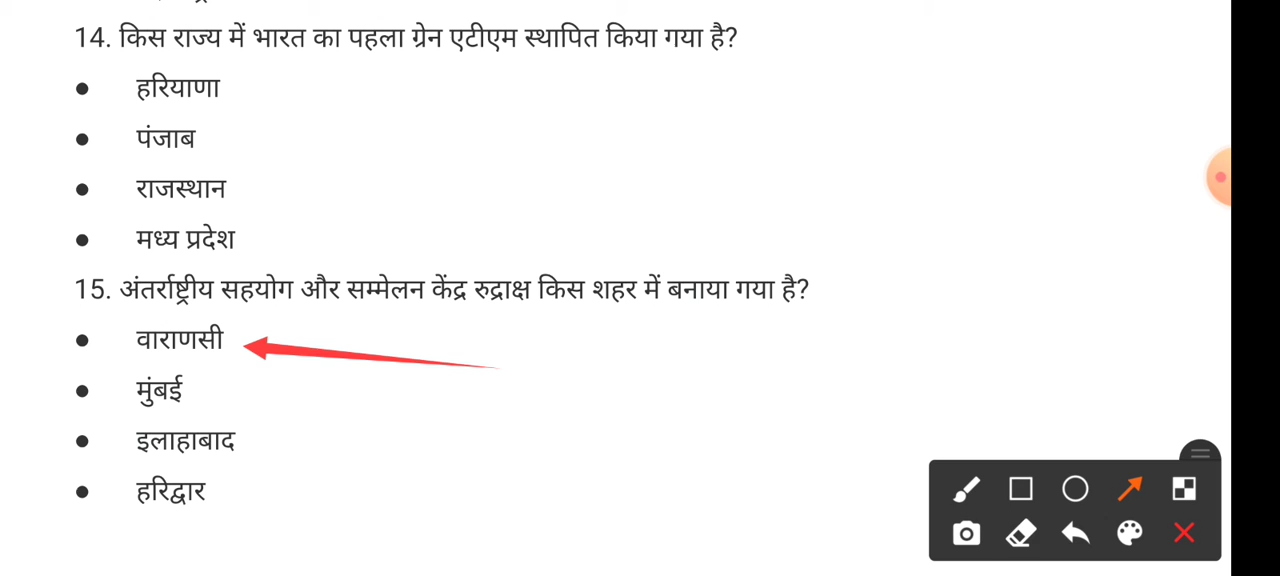 14. किस राज्य में भारत का पहला ग्रेन एटीएम स्थापित किया गया है?
● हरियाणा
● पंजाब
● राजस्थान
● मध्य प्रदेश
15. अंतर्राष्ट्रीय सहयोग और सम्मेलन केंद्र रुद्राक्ष किस शहर में बनाया गया है?
● वाराणसी
● मुंबई
● इलाहाबाद
● हरिद्वार